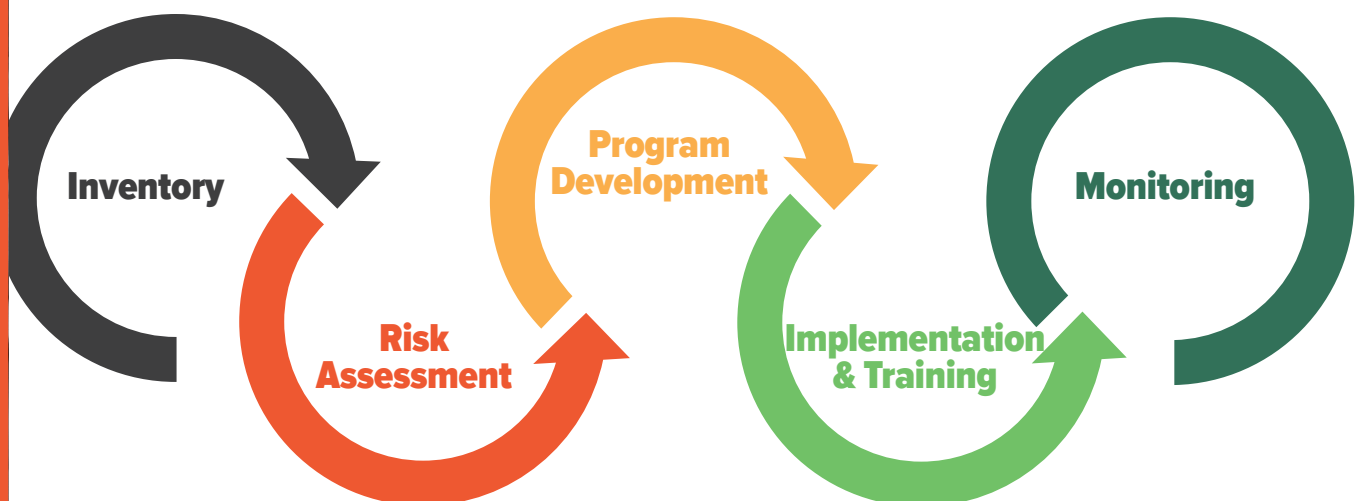 Inventory
Risk
Assessment
Program
Development
Implementation
& Training
Monitoring